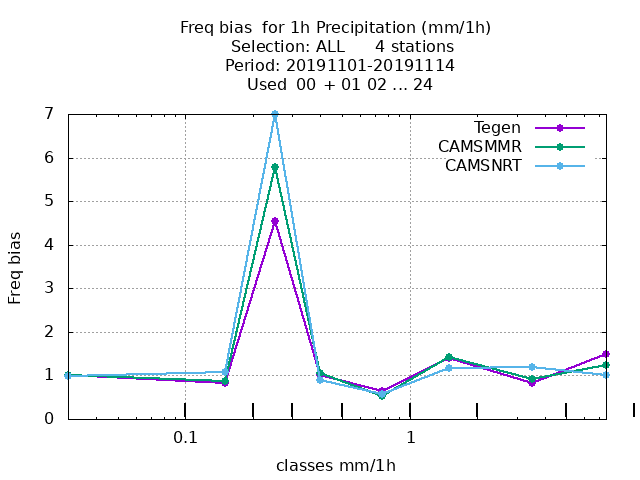 Freq bias  for 1h Precipitation (mm/1h)
Selection: ALL      4 stations
Period: 20191101-20191114
Used  00 + 01 02 ... 24
7
6
5
4
3
2
1
0
Freq bias
Tegen
CAMSMMR
CAMSNRT
0.1 1
classes mm/1h